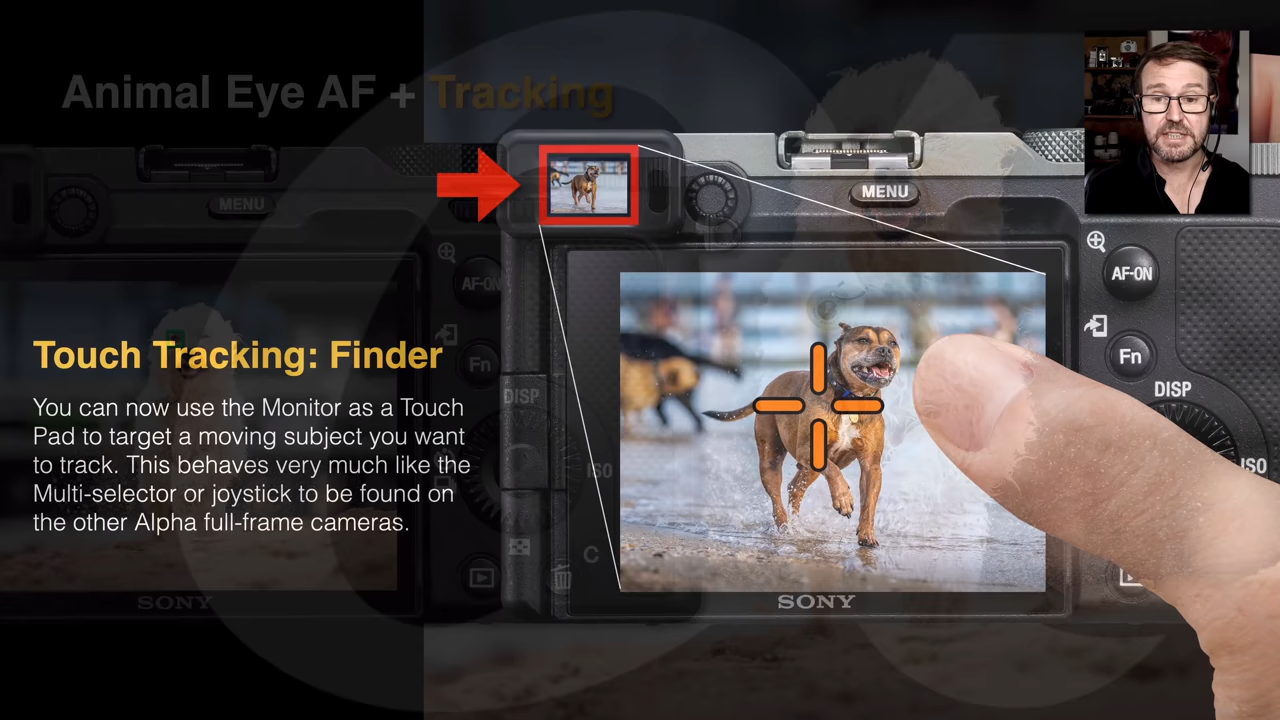 Animal Eye AF + Tracking
MENU
MENU
AF-ON
AF-ON
Touch Tracking: Finder
Fn
Fn
You can now use the Monitor as a Touch
Pad to target a moving subject you want
to track. This behaves very much like the
Multi-selector or joystick to be found on
the other Alpha full-frame cameras.
DISP
DISP
ISO
ISO
C
SONY
SONY